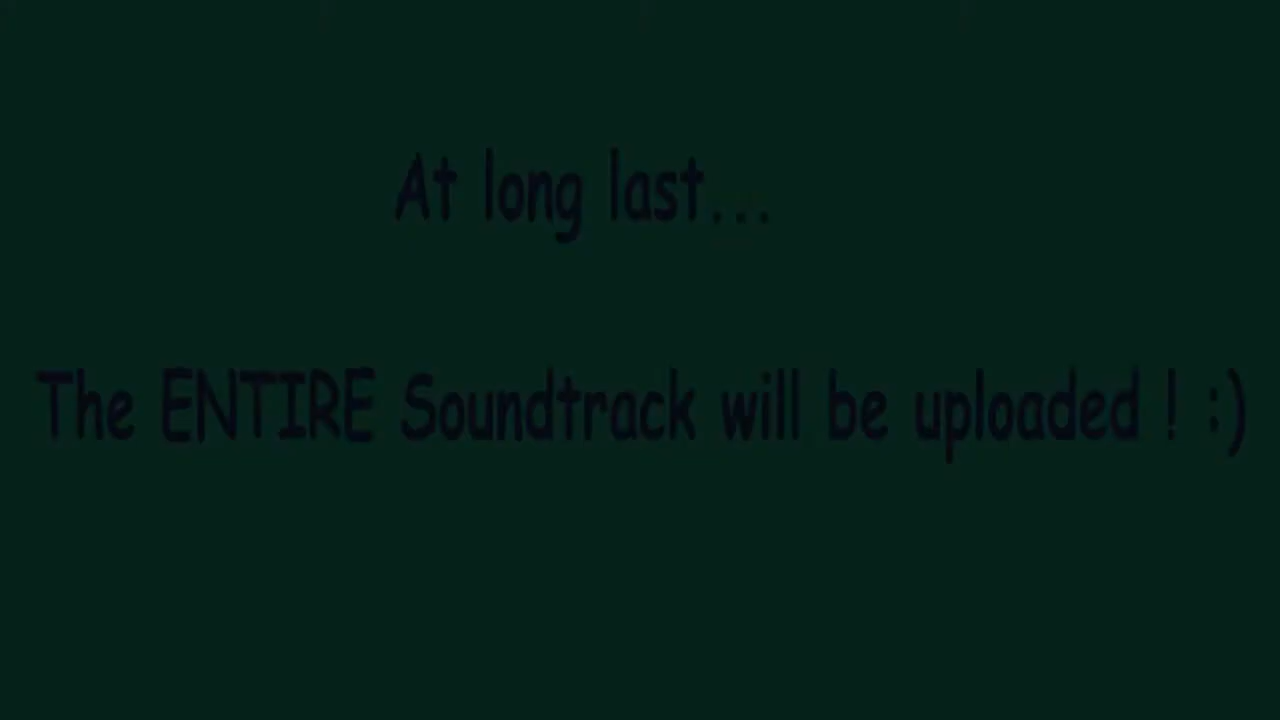 At long last...
The ENTIRE Soundtrack will be uploaded ! :)